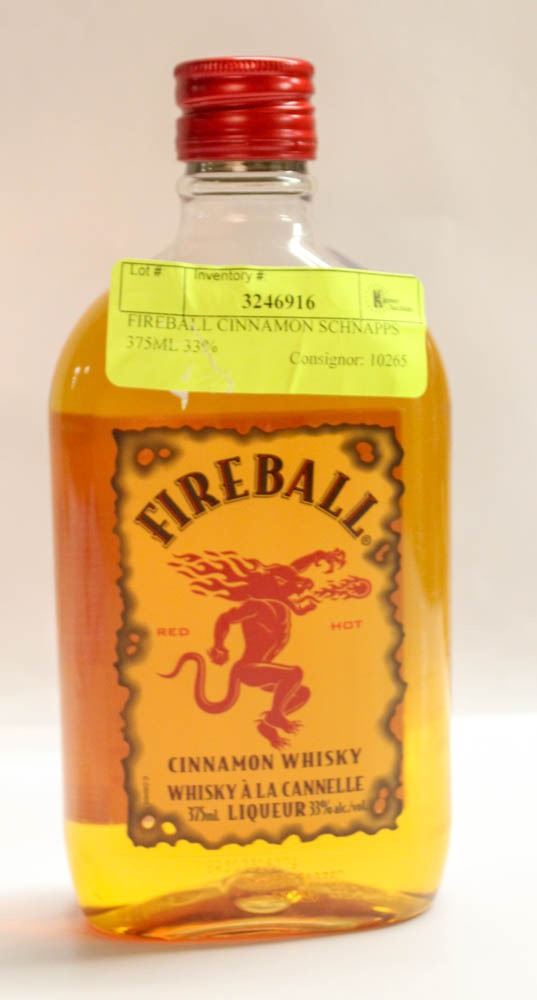 Lot # Inventory #
3246916
FIREBALL CINNAMON SCHNAPPS
375ML 33%
Consignor: 10265
FIREBALL®
RED HOT
CINNAMON WHISKY
WHISKY À LA CANNELLE
375mL LIQUEUR 33% alc./vol.